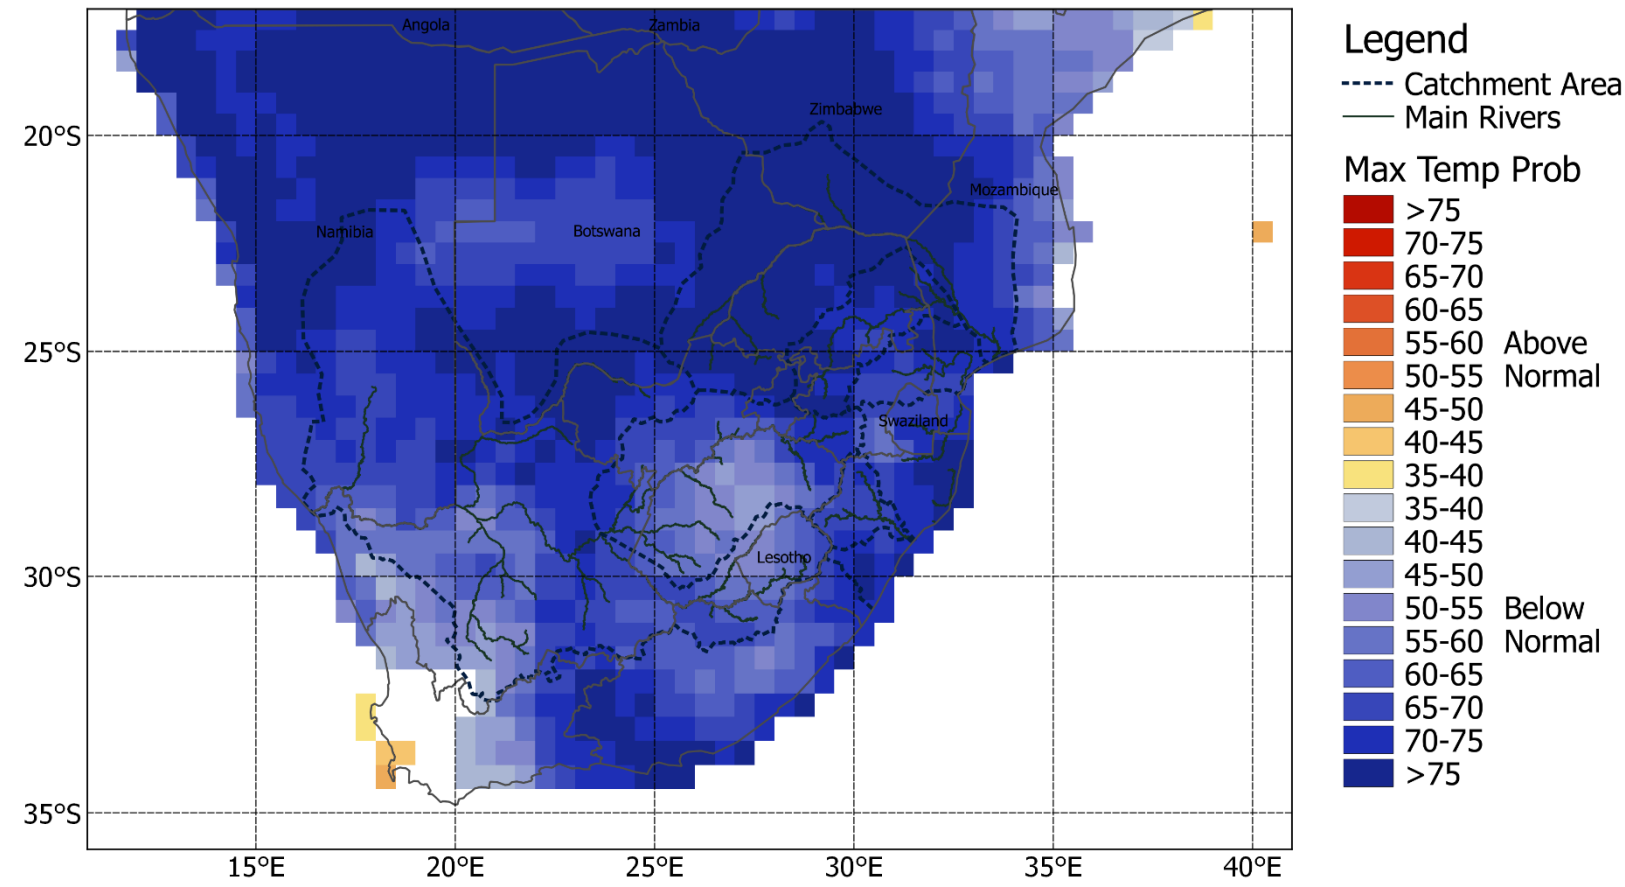 Angola
Zambia
Zimbabwe
Mozambique
Namibia
Botswana
Swaziland
Lesotho
20°S
25°S
30°S
35°S
15°E
20°E
25°E
30°E
35°E
40°E
Legend
Catchment Area
Main Rivers
Max Temp Prob
>75
70-75
65-70
60-65
55-60 Above
50-55 Normal
45-50
40-45
35-40
35-40
40-45
45-50
50-55 Below
55-60 Normal
60-65
65-70
70-75
>75